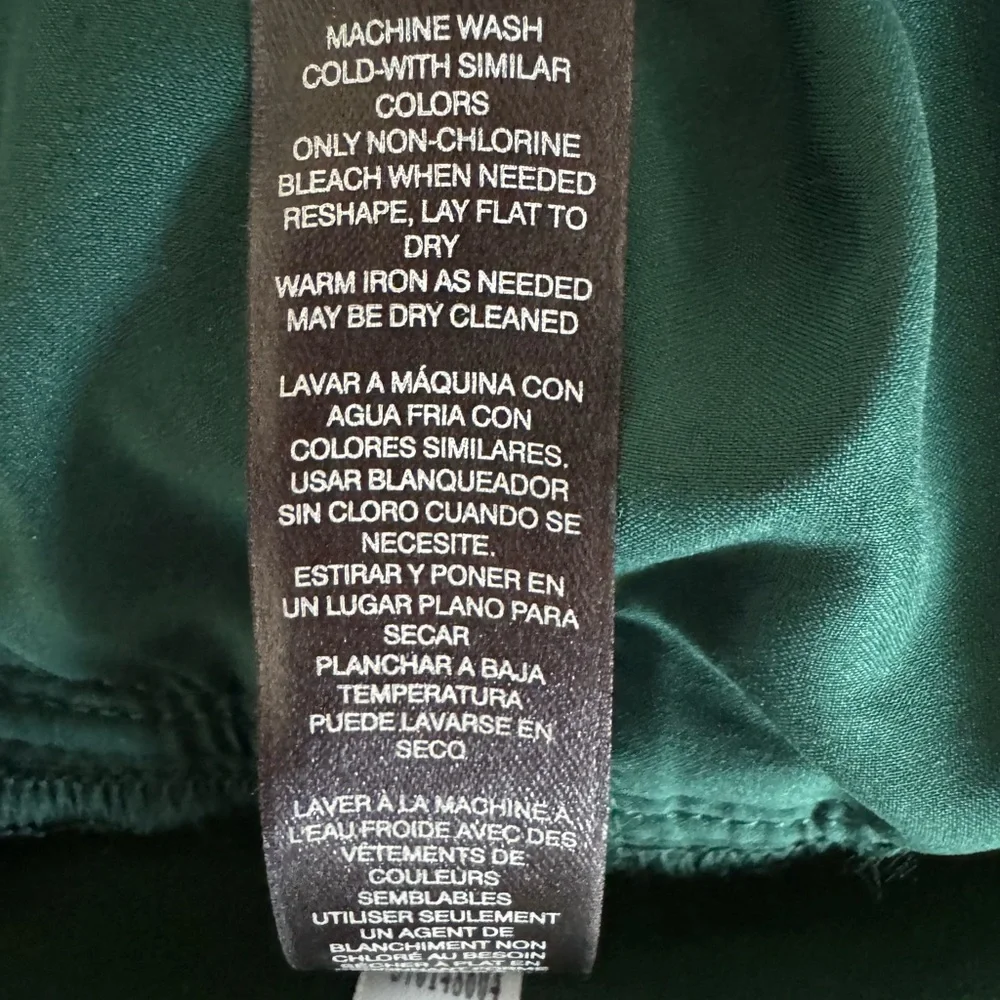 MACHINE WASH
COLD-WITH SIMILAR
COLORS
ONLY NON-CHLORINE
BLEACH WHEN NEEDED
RESHAPE, LAY FLAT TO
DRY
WARM IRON AS NEEDED
MAY BE DRY CLEANED
LAVAR A MÁQUINA CON
AGUA FRIA CON
COLORES SIMILARES.
USAR BLANQUEADOR
SIN CLORO CUANDO SE
NECESITE.
ESTIRAR Y PONER EN
UN LUGAR PLANO PARA
SECAR
PLANCHAR A BAJA
TEMPERATURA
PUEDE LAVARSE EN
SECO
LAVER À LA MACHINE À
L'EAU FROIDE AVEC DES
VÊTEMENTS DE
COULEURS
SEMBLABLES
UTILISER SEULEMENT
UN AGENT DE
BLANCHIMENT NON
CHLORÉ AU BESOIN
SÉCHER À PLAT EN